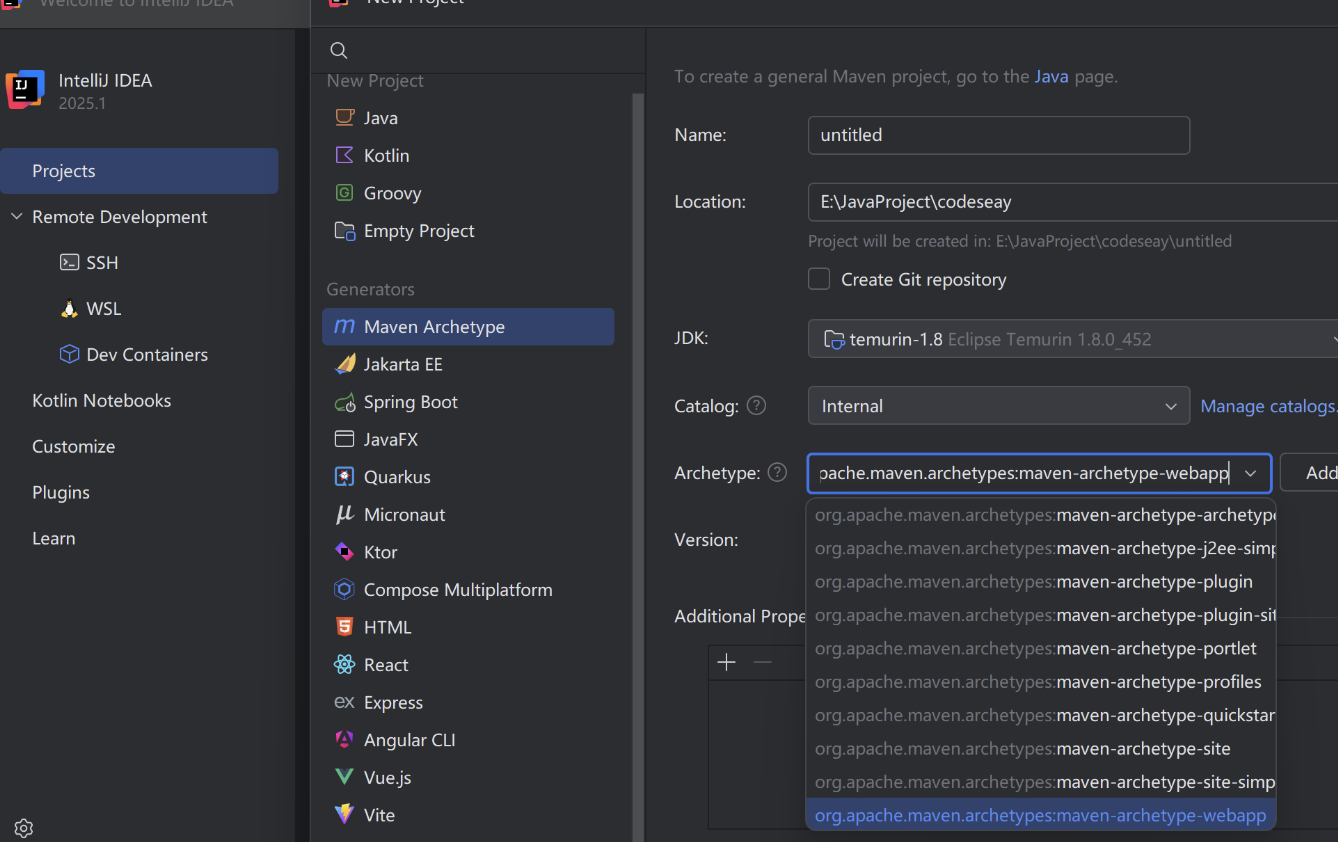 Welcome to IntelliJ IDEA
IntelliJ IDEA
2025.1
Projects
Remote Development
SSH
WSL
Dev Containers
Kotlin Notebooks
Customize
Plugins
Learn
New Project
New Project
Java
Kotlin
Groovy
Empty Project
Generators
Maven Archetype
Jakarta EE
Spring Boot
JavaFX
Quarkus
Micronaut
Ktor
Compose Multiplatform
HTML
React
Express
Angular CLI
Vue.js
Vite
To create a general Maven project, go to the Java page.
Name: untitled
Location: E:\JavaProject\codeseay
Project will be created in: E:\JavaProject\codeseay\untitled
Create Git repository
JDK: temurin-1.8 Eclipse Temurin 1.8.0_452
Catalog: ? Internal Manage catalogs.
Archetype: ? pache.maven.archetypes:maven-archetype-webapp Add
Version:
Additional Prope
org.apache.maven.archetypes:maven-archetype-archetype
org.apache.maven.archetypes:maven-archetype-j2ee-simp
org.apache.maven.archetypes:maven-archetype-plugin
org.apache.maven.archetypes:maven-archetype-plugin-sit
org.apache.maven.archetypes:maven-archetype-portlet
org.apache.maven.archetypes:maven-archetype-profiles
org.apache.maven.archetypes:maven-archetype-quickstar
org.apache.maven.archetypes:maven-archetype-site
org.apache.maven.archetypes:maven-archetype-site-simp
org.apache.maven.archetypes:maven-archetype-webapp